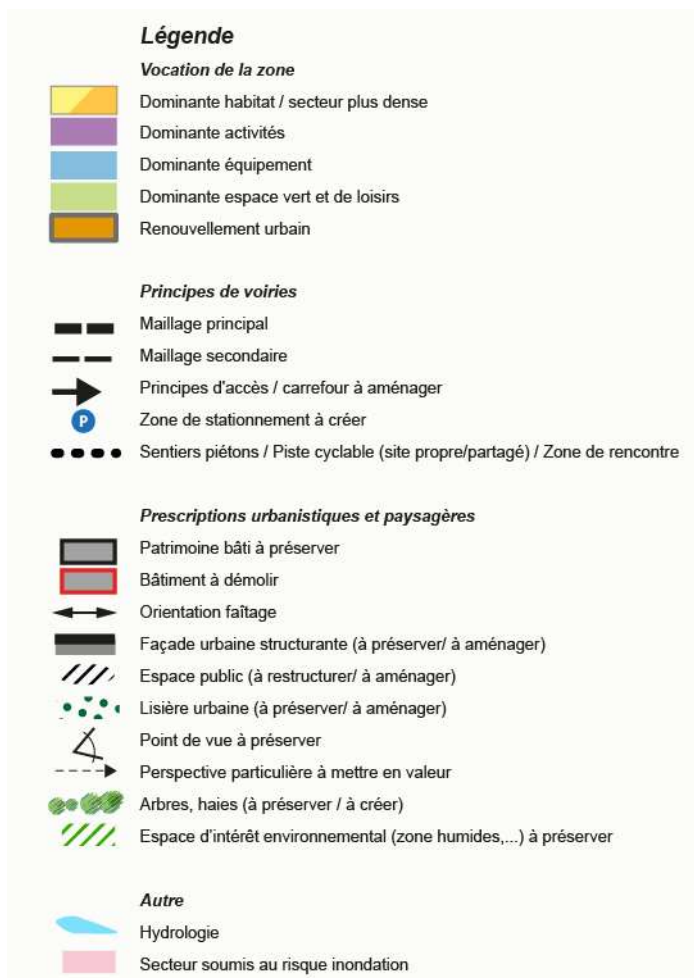 Légende
Vocation de la zone
Dominante habitat / secteur plus dense
Dominante activités
Dominante équipement
Dominante espace vert et de loisirs
Renouvellement urbain
Principes de voiries
Maillage principal
Maillage secondaire
Principes d'accès / carrefour à aménager
P Zone de stationnement à créer
Sentiers piétons / Piste cyclable (site propre/partagé) / Zone de rencontre
Prescriptions urbanistiques et paysagères
Patrimoine bâti à préserver
Bâtiment à démolir
Orientation faîtage
Façade urbaine structurante (à préserver/ à aménager)
Espace public (à restructurer/ à aménager)
Lisière urbaine (à préserver/ à aménager)
Point de vue à préserver
Perspective particulière à mettre en valeur
Arbres, haies (à préserver / à créer)
Espace d'intérêt environnemental (zone humides,...) à préserver
Autre
Hydrologie
Secteur soumis au risque inondation